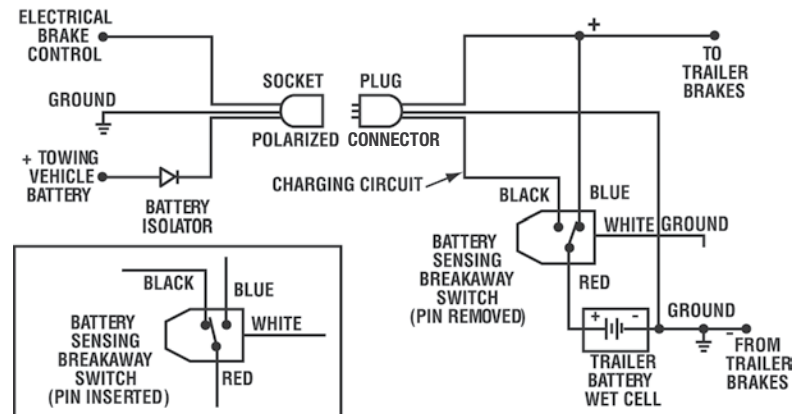 ELECTRICAL
BRAKE
CONTROL
GROUND
+ TOWING
VEHICLE
BATTERY
BATTERY
ISOLATOR
SOCKET
POLARIZED
PLUG
CONNECTOR
CHARGING CIRCUIT
+
TO
TRAILER
BRAKES
BLACK
BLUE
WHITE GROUND
BATTERY
SENSING
BREAKAWAY
SWITCH
(PIN REMOVED)
RED
+ -
GROUND
TRAILER
BATTERY
WET CELL
-
FROM
TRAILER
BRAKES
BLACK
BLUE
WHITE
BATTERY
SENSING
BREAKAWAY
SWITCH
(PIN INSERTED)
RED